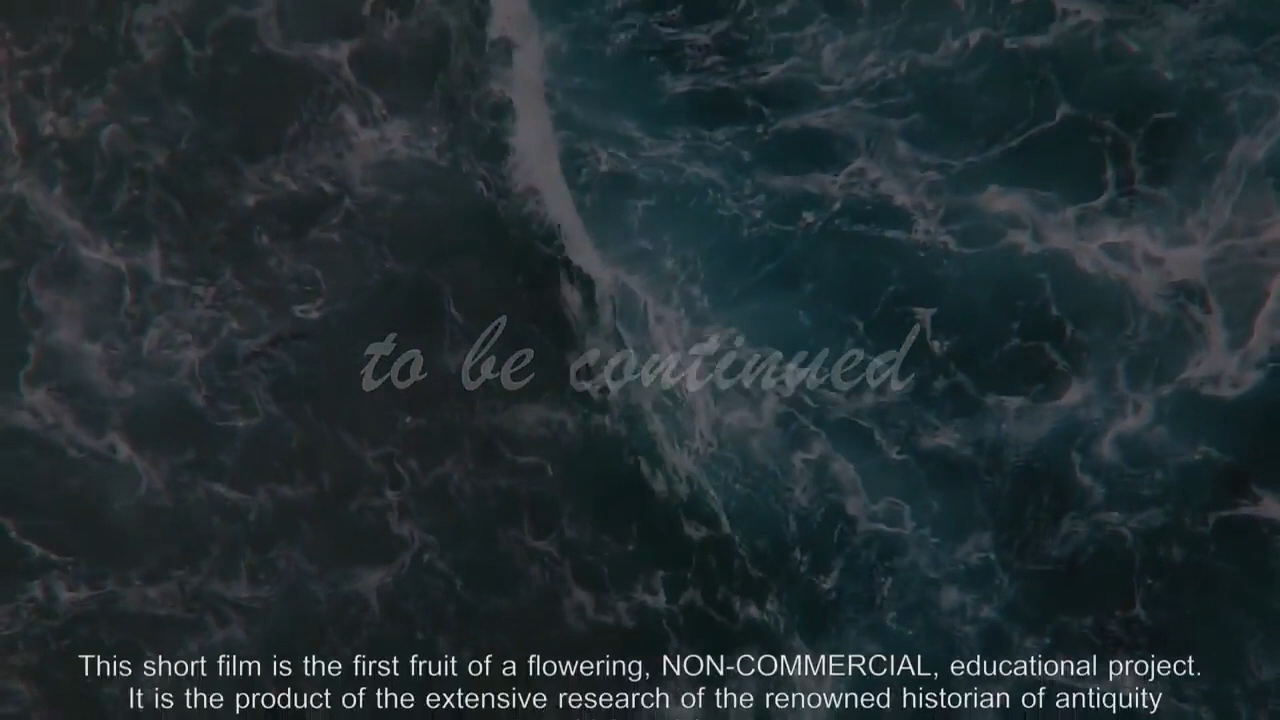 to be continued
This short film is the first fruit of a flowering, NON-COMMERCIAL, educational project.
It is the product of the extensive research of the renowned historian of antiquity